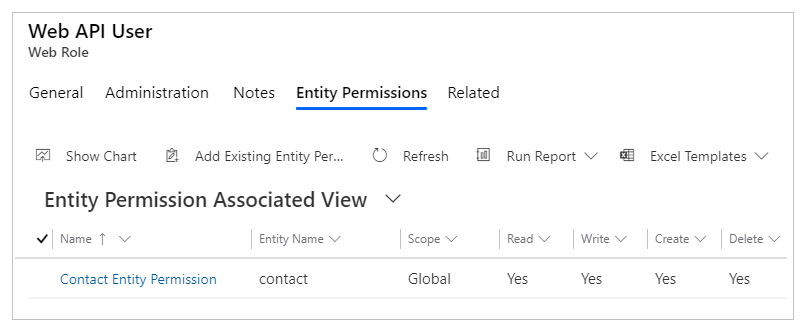 Web API User
Web Role
General Administration Notes Entity Permissions Related
Show Chart Add Existing Entity Per... Refresh Run Report Excel Templates
Entity Permission Associated View
Name ↑ Entity Name Scope Read Write Create Delete
Contact Entity Permission contact Global Yes Yes Yes Yes